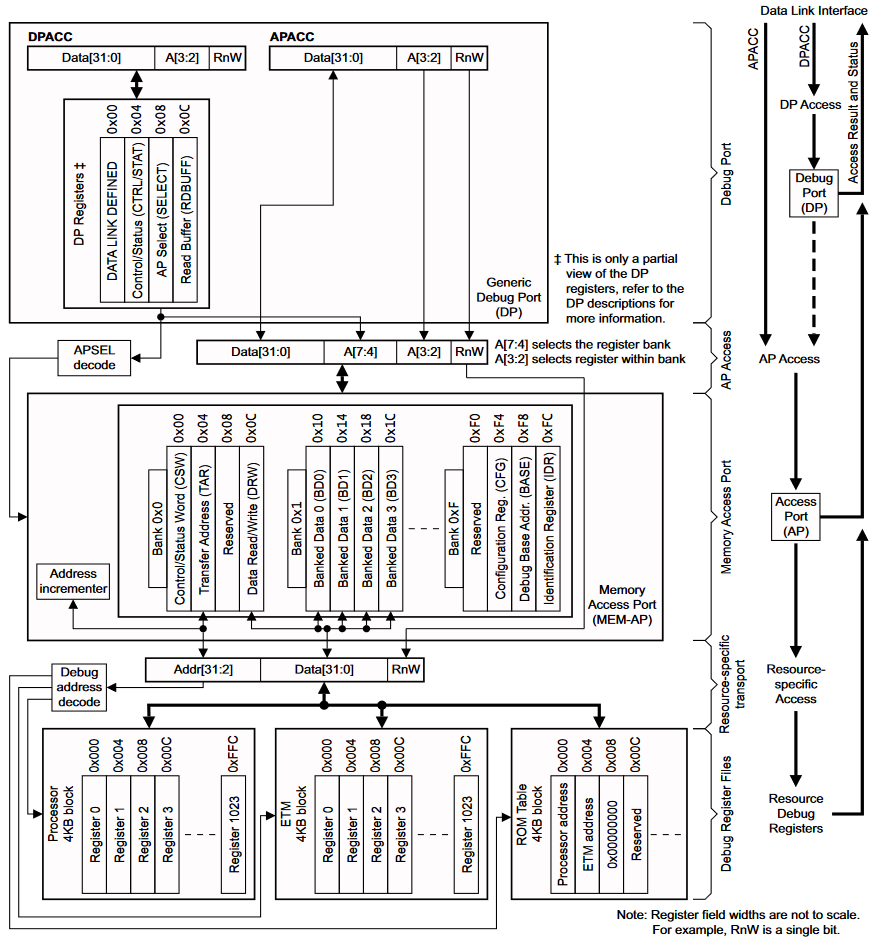 Data Link Interface
DPACC
APACC
Data[31:0] A[3:2] RnW
Data[31:0] A[3:2] RnW
DP Registers ‡
0x00
0x04
0x08
0x0C
DATA LINK DEFINED
Control/Status (CTRL/STAT)
AP Select (SELECT)
Read Buffer (RDBUFF)
Generic
Debug Port
(DP)
‡ This is only a partial
view of the DP
registers, refer to the
DP descriptions for
more information.
Debug Port
APACC
DPACC
Access Result and Status
DP Access
Debug
Port
(DP)
APSEL
decode
Data[31:0] A[7:4] A[3:2] RnW
A[7:4] selects the register bank
A[3:2] selects register within bank
AP Access
AP Access
Bank 0x0
0x00
0x04
0x08
0x0C
Control/Status Word (CSW)
Transfer Address (TAR)
Reserved
Data Read/Write (DRW)
Bank 0x1
0x10
0x14
0x18
0x1C
Banked Data 0 (BD0)
Banked Data 1 (BD1)
Banked Data 2 (BD2)
Banked Data 3 (BD3)
Bank 0xF
0xF0
0xF4
0xF8
0xFC
Reserved
Configuration Reg. (CFG)
Debug Base Addr. (BASE)
Identification Register (IDR)
Address
incrementer
Memory
Access Port
(MEM-AP)
Memory Access Port
Access
Port
(AP)
Addr[31:2] Data[31:0] RnW
Debug
address
decode
Resource-specific
transport
Resource-
specific
Access
Processor
4KB block
0x000
0x004
0x008
0x00C
0xFFC
Register 0
Register 1
Register 2
Register 3
Register 1023
ETM
4KB block
0x000
0x004
0x008
0x00C
0xFFC
Register 0
Register 1
Register 2
Register 3
Register 1023
ROM Table
4KB block
0x000
0x004
0x008
0x00C
Processor address
ETM address
0x00000000
Reserved
Debug Register Files
Resource
Debug
Registers
Note: Register field widths are not to scale.
For example, RnW is a single bit.